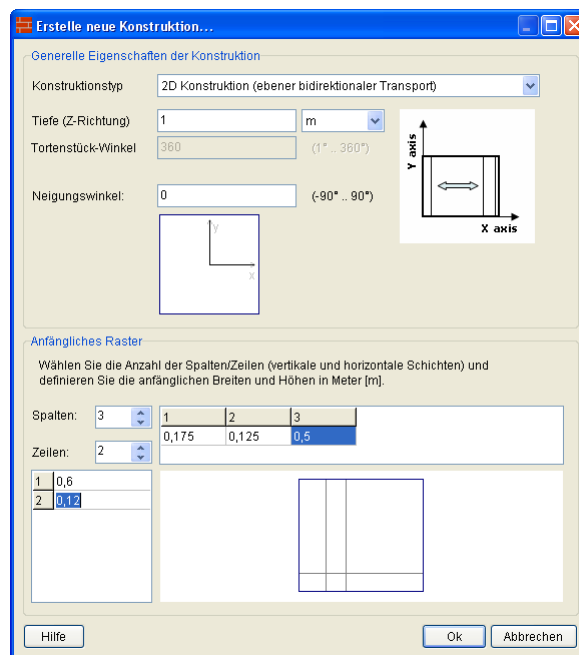 Erstelle neue Konstruktion...
Generelle Eigenschaften der Konstruktion
Konstruktionstyp 2D Konstruktion (ebener bidirektionaler Transport)
Tiefe (Z-Richtung) 1 m
Tortenstück-Winkel 360 (1° .. 360°)
Neigungswinkel: 0 (-90° .. 90°)
Y axis
X axis
y
x
Anfängliches Raster
Wählen Sie die Anzahl der Spalten/Zeilen (vertikale und horizontale Schichten) und
definieren Sie die anfänglichen Breiten und Höhen in Meter [m].
Spalten: 3
1 2 3
0,175 0,125 0,5
Zeilen: 2
1 0,6
2 0,12
Hilfe Ok Abbrechen